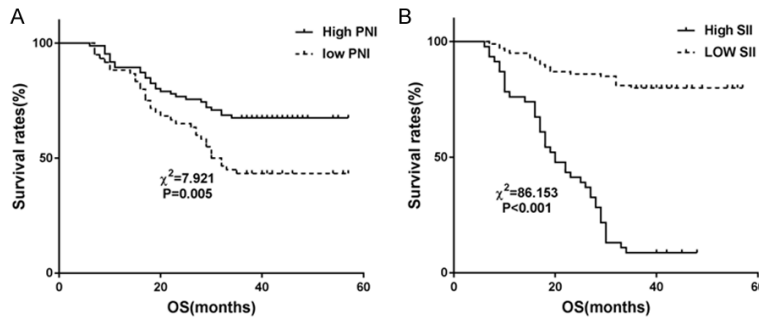 A
High PNI
low PNI
Survival rates(%)
100
50
0
χ²=7.921
P=0.005
0
20
40
60
OS(months)
B
High SII
LOW SII
Survival rates(%)
100
50
0
χ²=86.153
P<0.001
0
20
40
60
OS(months)